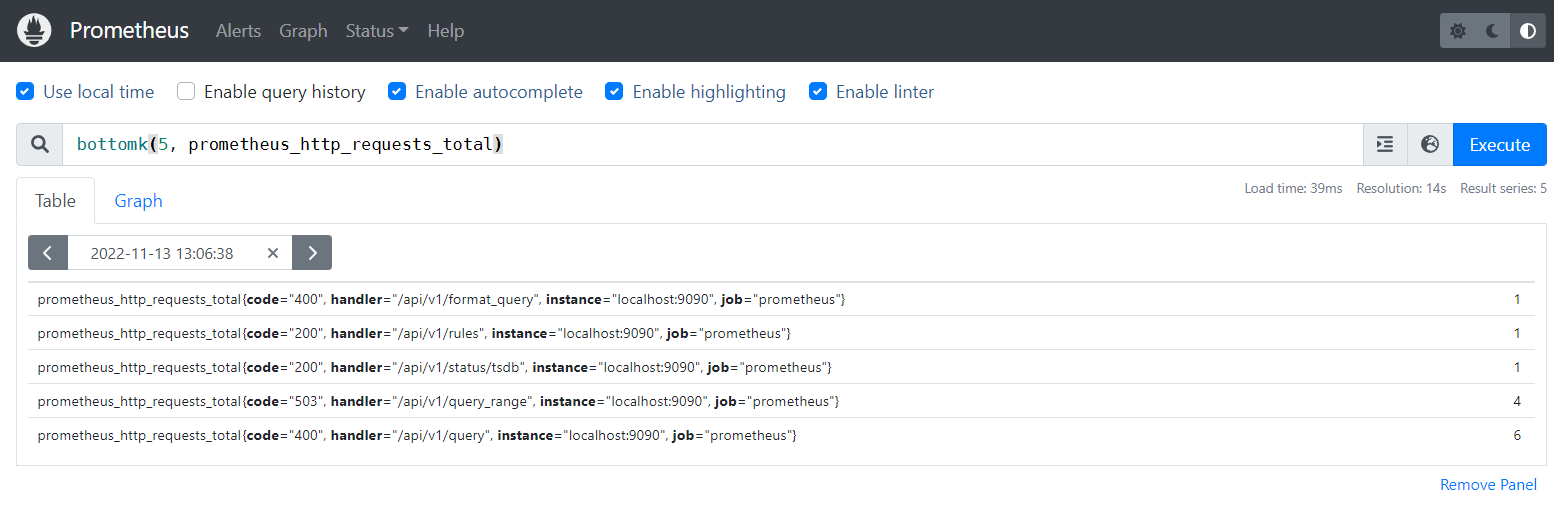 Prometheus Alerts Graph Status Help
Use local time Enable query history Enable autocomplete Enable highlighting Enable linter
bottomk(5, prometheus_http_requests_total) Execute
Table Graph Load time: 39ms Resolution: 14s Result series: 5
2022-11-13 13:06:38
prometheus_http_requests_total{code="400", handler="/api/v1/format_query", instance="localhost:9090", job="prometheus"} 1
prometheus_http_requests_total{code="200", handler="/api/v1/rules", instance="localhost:9090", job="prometheus"} 1
prometheus_http_requests_total{code="200", handler="/api/v1/status/tsdb", instance="localhost:9090", job="prometheus"} 1
prometheus_http_requests_total{code="503", handler="/api/v1/query_range", instance="localhost:9090", job="prometheus"} 4
prometheus_http_requests_total{code="400", handler="/api/v1/query", instance="localhost:9090", job="prometheus"} 6
Remove Panel